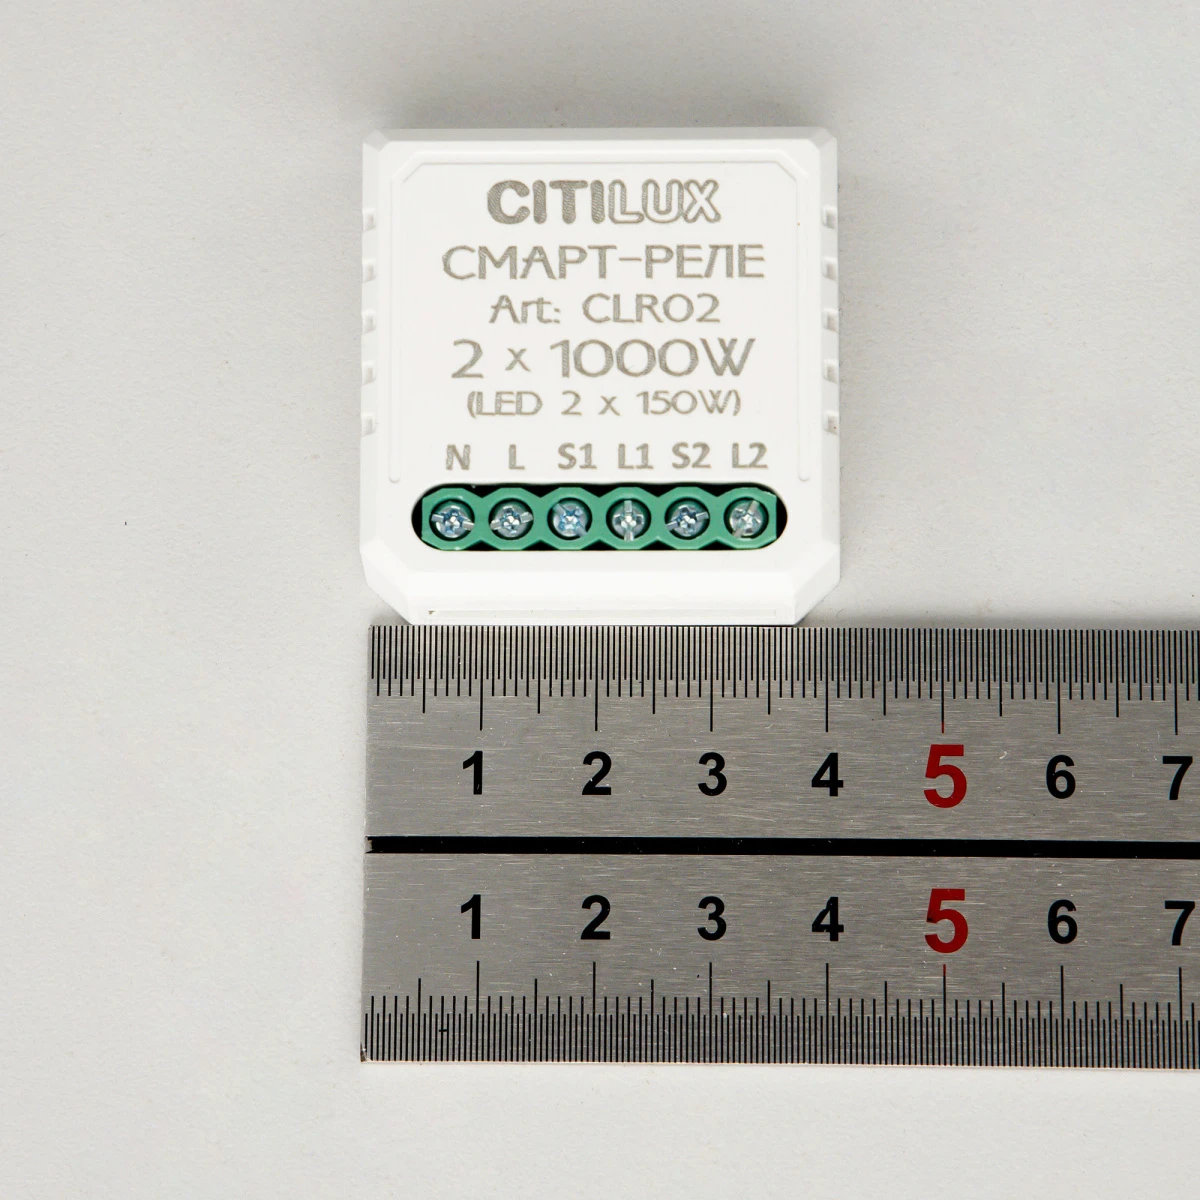 CITILUX
СМАРТ-РЕЛЕ
Art: CLR02
2 x 1000W
(LED 2 x 150W)
N L S1 L1 S2 L2
1 2 3 4 5 6 7
1 2 3 4 5 6 7